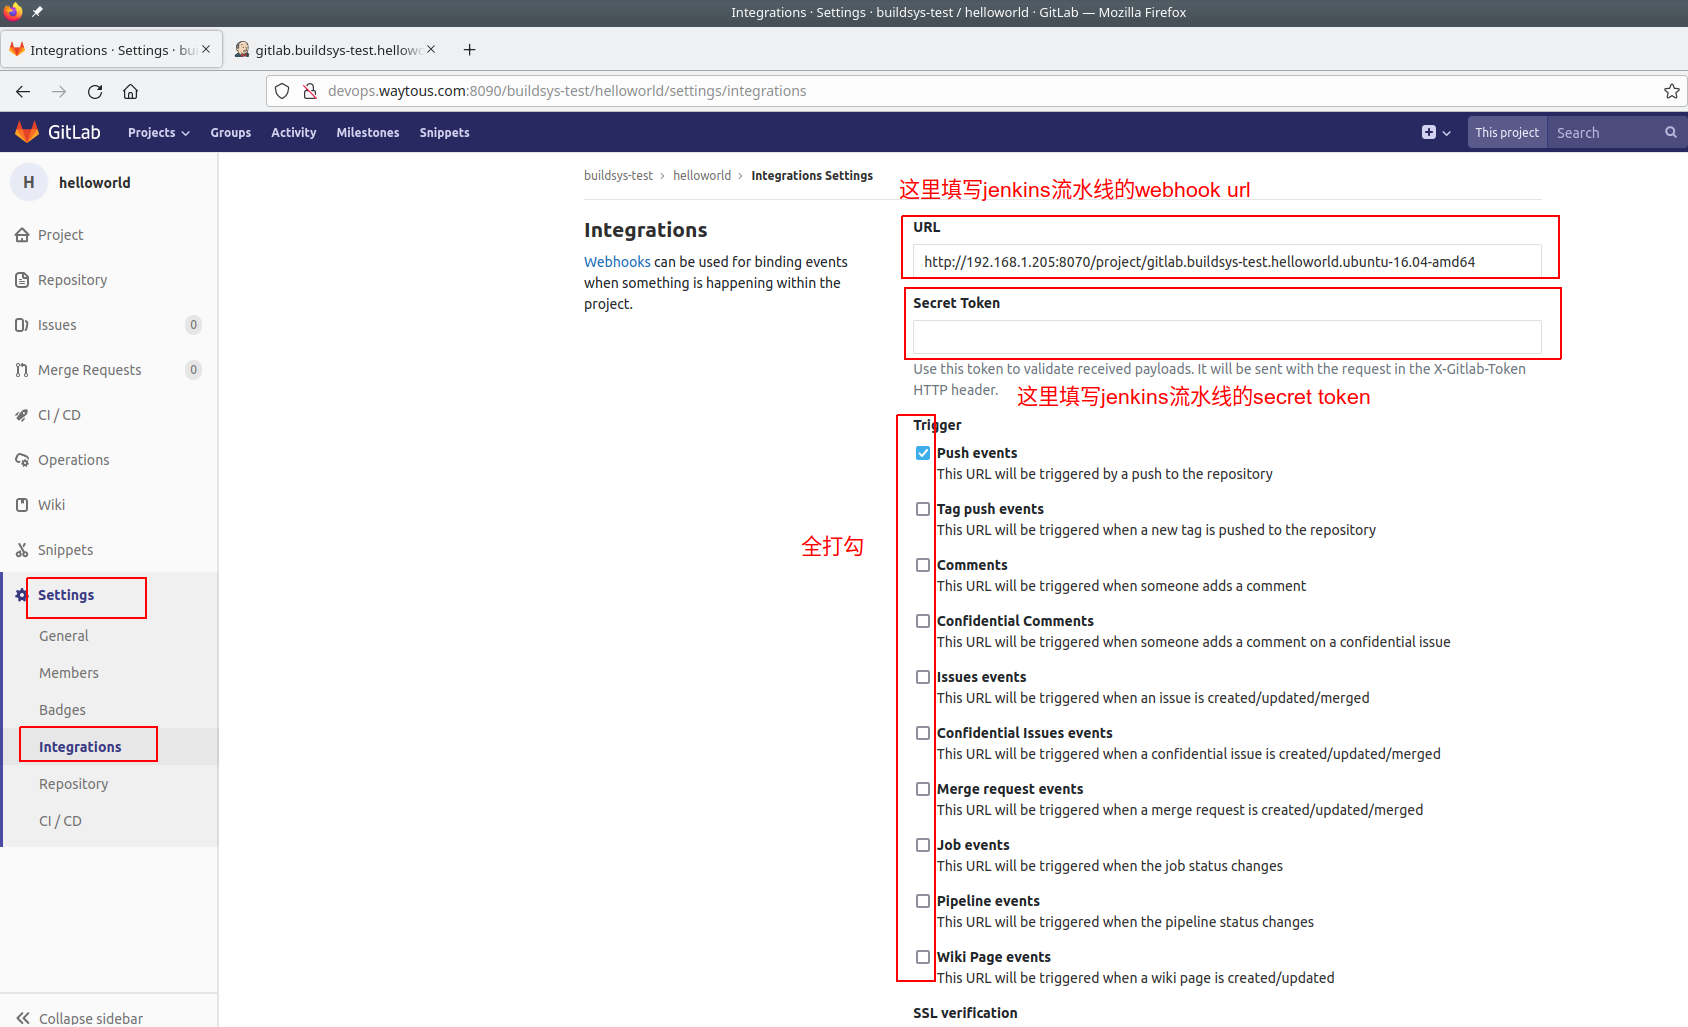 Integrations · Settings · buildsys-test / helloworld · GitLab — Mozilla Firefox
Integrations · Settings · bu
gitlab.buildsys-test.hellow
devops.waytous.com:8090/buildsys-test/helloworld/settings/integrations
GitLab
Projects
Groups
Activity
Milestones
Snippets
This project
Search
H
helloworld
Project
Repository
Issues
0
Merge Requests
0
CI / CD
Operations
Wiki
Snippets
Settings
General
Members
Badges
Integrations
Repository
CI / CD
Collapse sidebar
buildsys-test › helloworld › Integrations Settings
这里填写jenkins流水线的webhook url
Integrations
Webhooks can be used for binding events
when something is happening within the
project.
URL
http://192.168.1.205:8070/project/gitlab.buildsys-test.helloworld.ubuntu-16.04-amd64
Secret Token
Use this token to validate received payloads. It will be sent with the request in the X-Gitlab-Token
HTTP header.
这里填写jenkins流水线的secret token
Trigger
Push events
This URL will be triggered by a push to the repository
Tag push events
This URL will be triggered when a new tag is pushed to the repository
全打勾
Comments
This URL will be triggered when someone adds a comment
Confidential Comments
This URL will be triggered when someone adds a comment on a confidential issue
Issues events
This URL will be triggered when an issue is created/updated/merged
Confidential Issues events
This URL will be triggered when a confidential issue is created/updated/merged
Merge request events
This URL will be triggered when a merge request is created/updated/merged
Job events
This URL will be triggered when the job status changes
Pipeline events
This URL will be triggered when the pipeline status changes
Wiki Page events
This URL will be triggered when a wiki page is created/updated
SSL verification